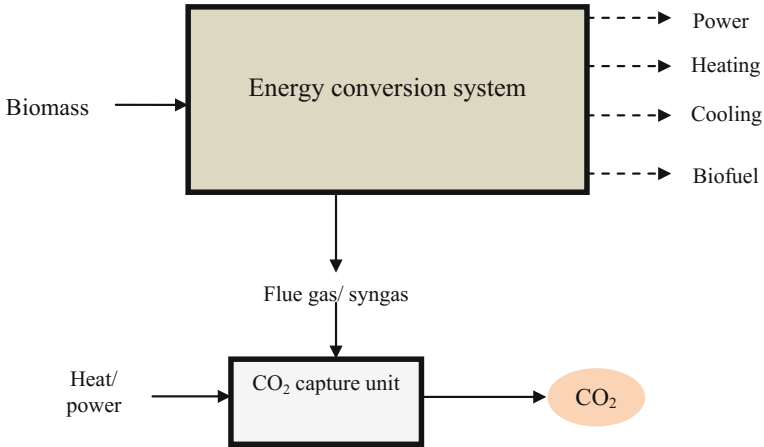 Power
Energy conversion system
Heating
Biomass
Cooling
Biofuel
Flue gas/ syngas
Heat/
power
CO₂ capture unit
CO₂